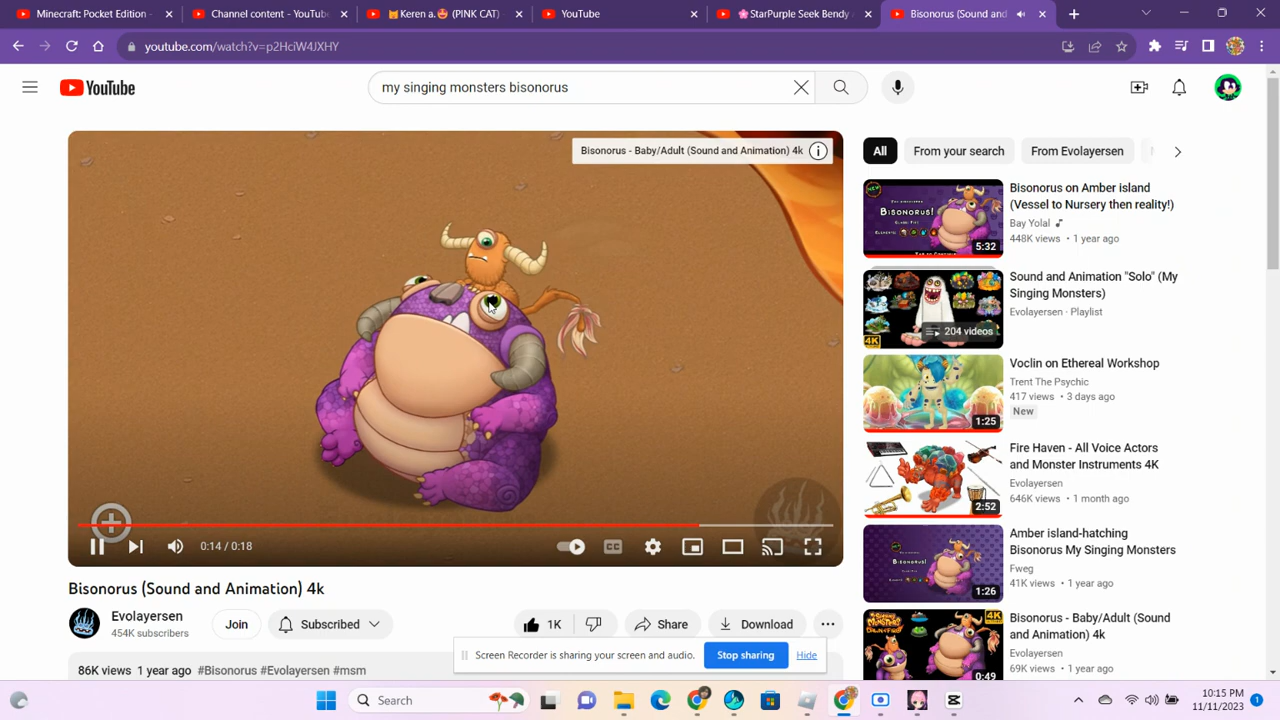 Minecraft: Pocket Edition
Channel content - YouTube
Keren a. (PINK CAT)
YouTube
StarPurple Seek Bendy
Bisonorus (Sound and
youtube.com/watch?v=p2HciW4JXHY
YouTube
my singing monsters bisonorus
Bisonorus - Baby/Adult (Sound and Animation) 4k
0:14 / 0:18
CC
All
From your search
From Evolayersen
NEW
BISONORUS!
5:32
Bisonorus on Amber island
(Vessel to Nursery then reality!)
Bay Yolal
448K views • 1 year ago
4K
204 videos
Sound and Animation "Solo" (My
Singing Monsters)
Evolayersen • Playlist
1:25
Voclin on Ethereal Workshop
Trent The Psychic
417 views • 3 days ago
New
2:52
Fire Haven - All Voice Actors
and Monster Instruments 4K
Evolayersen
646K views • 1 month ago
BISONORUS!
1:26
Amber island-hatching
Bisonorus My Singing Monsters
Fweg
41K views • 1 year ago
4K
0:49
Bisonorus - Baby/Adult (Sound
and Animation) 4k
Evolayersen
69K views • 1 year ago
Bisonorus (Sound and Animation) 4k
Evolayersen
454K subscribers
Join
Subscribed
1K
Share
Download
86K views 1 year ago #Bisonorus #Evolayersen #msm
Screen Recorder is sharing your screen and audio.
Stop sharing
Hide
Search
10:15 PM
11/11/2023
1